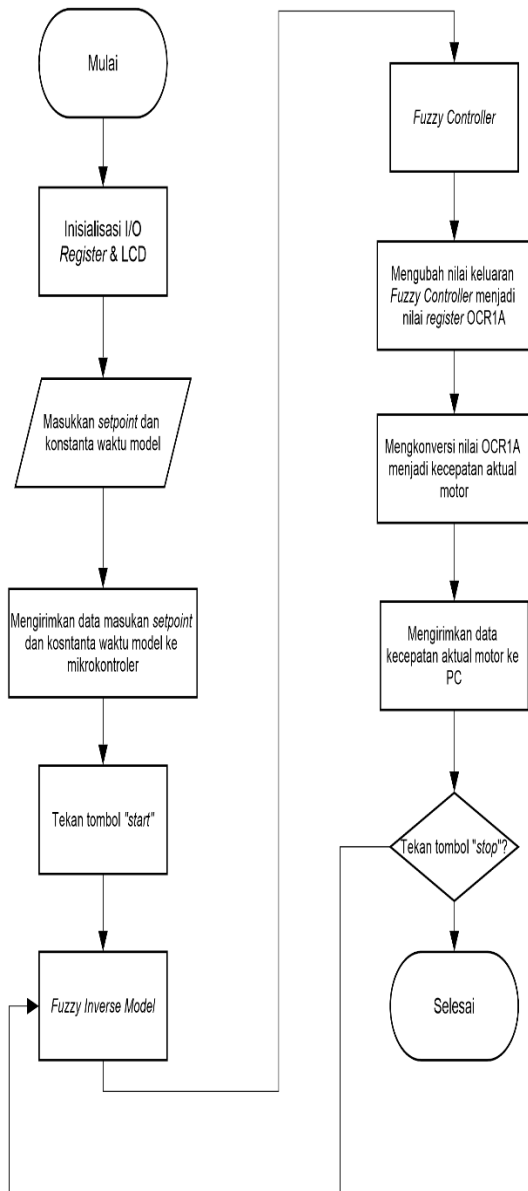 Mulai
Inisialisasi I/O
Register & LCD
Masukkan setpoint dan
konstanta waktu model
Mengirimkan data masukan setpoint
dan kosntanta waktu model ke
mikrokontroler
Tekan tombol "start"
Fuzzy Inverse Model
Fuzzy Controller
Mengubah nilai keluaran
Fuzzy Controller menjadi
nilai register OCR1A
Mengkonversi nilai OCR1A
menjadi kecepatan aktual
motor
Mengirimkan data
kecepatan aktual motor ke
PC
Tekan tombol "stop"?
Selesai